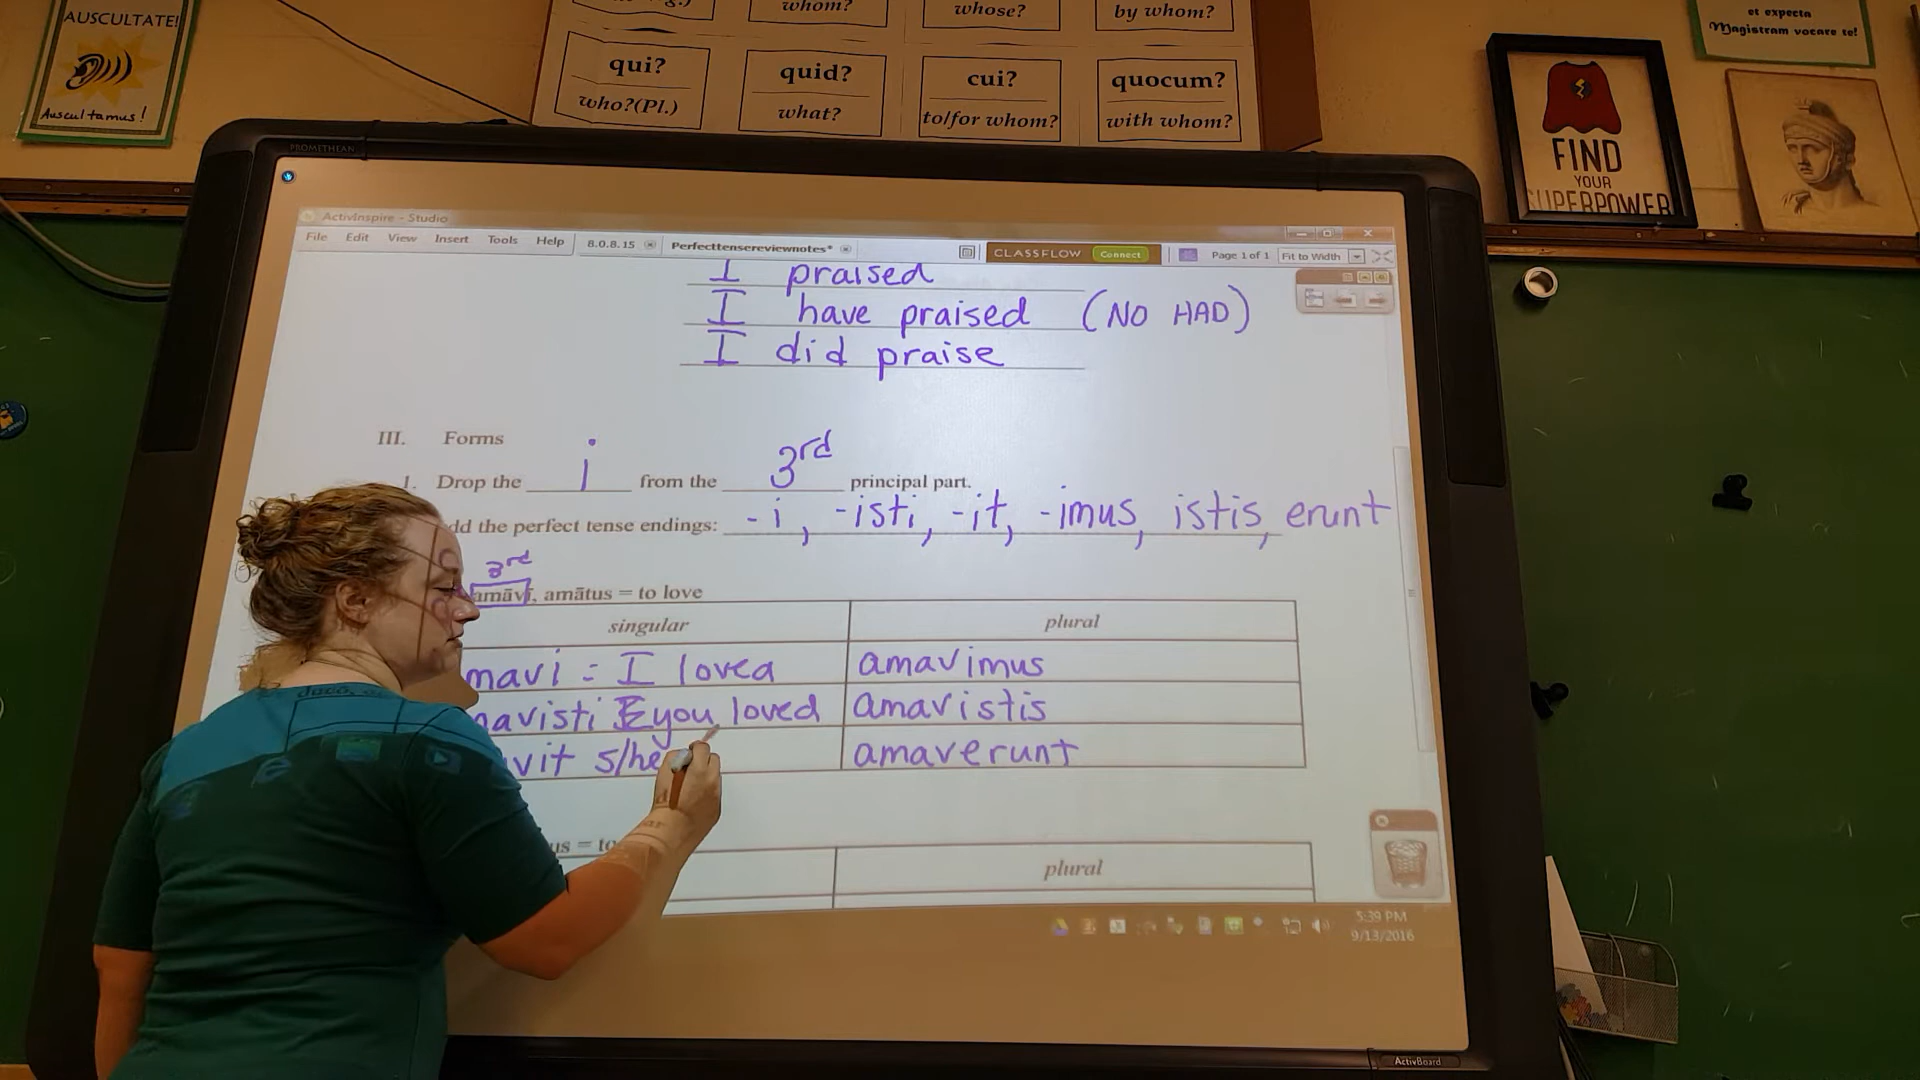 AUSCULTATE!
Auscultamus!
whom?
whose?
by whom?
qui?
who?(Pl.)
quid?
what?
cui?
to/for whom?
quocum?
with whom?
et expecta
Magistram vocare te!
FIND
YOUR
SUPERPOWER
PROMETHEAN
ActivInspire - Studio
File Edit View Insert Tools Help 8.0.8.15 Perfecttensereviewnotes* CLASSFLOW Connect Page 1 of 1 Fit to Width
I praised
I have praised (NO HAD)
I did praise
III. Forms
1. Drop the i from the 3rd principal part.
dd the perfect tense endings: -i, -isti, -it, -imus, istis, erunt
3rd
amāvī, amātus = to love
singular plural
mavi = I loved amavimus
avisti you loved amavistis
vit s/he amaverunt
us = to
plural
5:39 PM
9/13/2016
ActivBoard